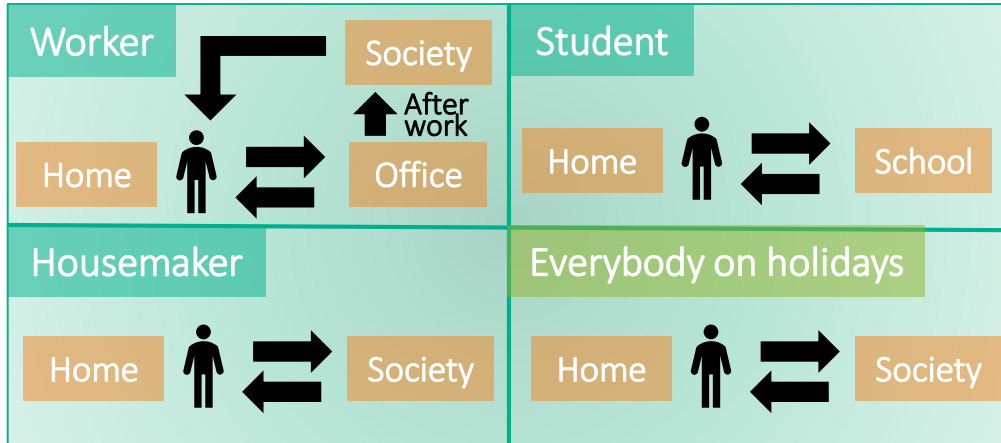 Worker
Society
After
work
Home
Office
Student
Home
School
Housemaker
Home
Society
Everybody on holidays
Home
Society